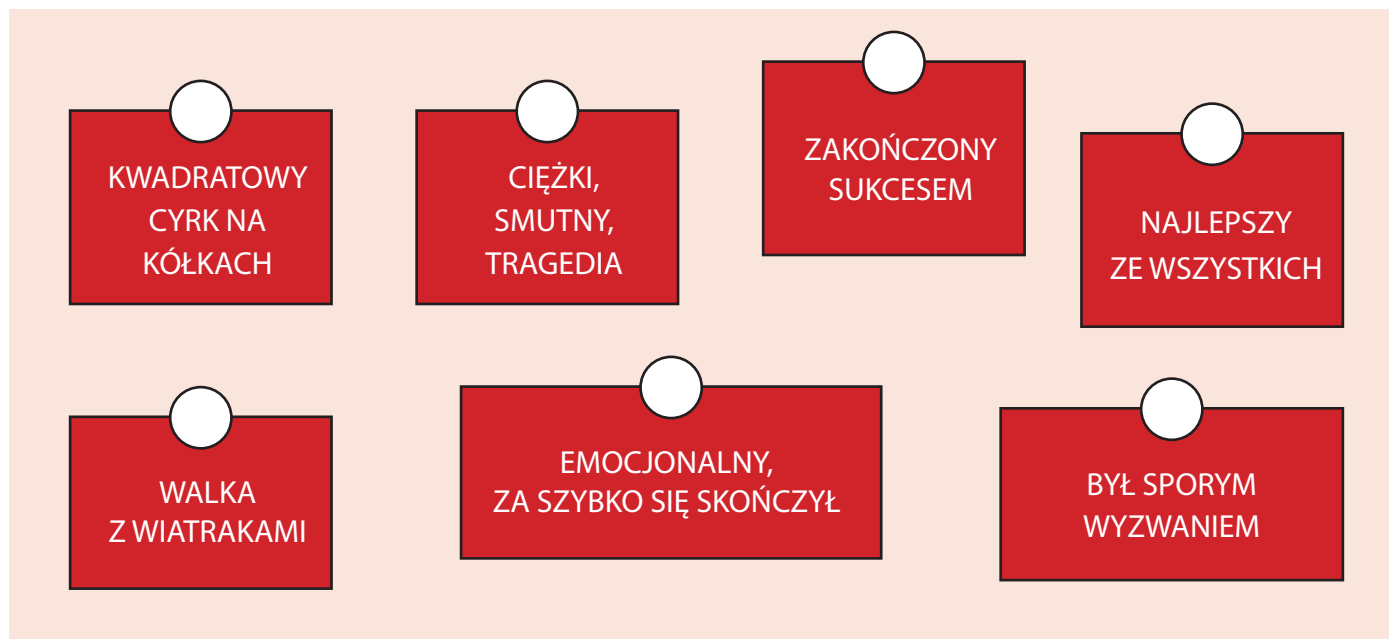 KWADRATOWY
CYRK NA
KÓŁKACH
CIĘŻKI,
SMUTNY,
TRAGEDIA
ZAKOŃCZONY
SUKCESEM
NAJLEPSZY
ZE WSZYSTKICH
WALKA
Z WIATRAKAMI
EMOCJONALNY,
ZA SZYBKO SIĘ SKOŃCZYŁ
BYŁ SPORYM
WYZWANIEM